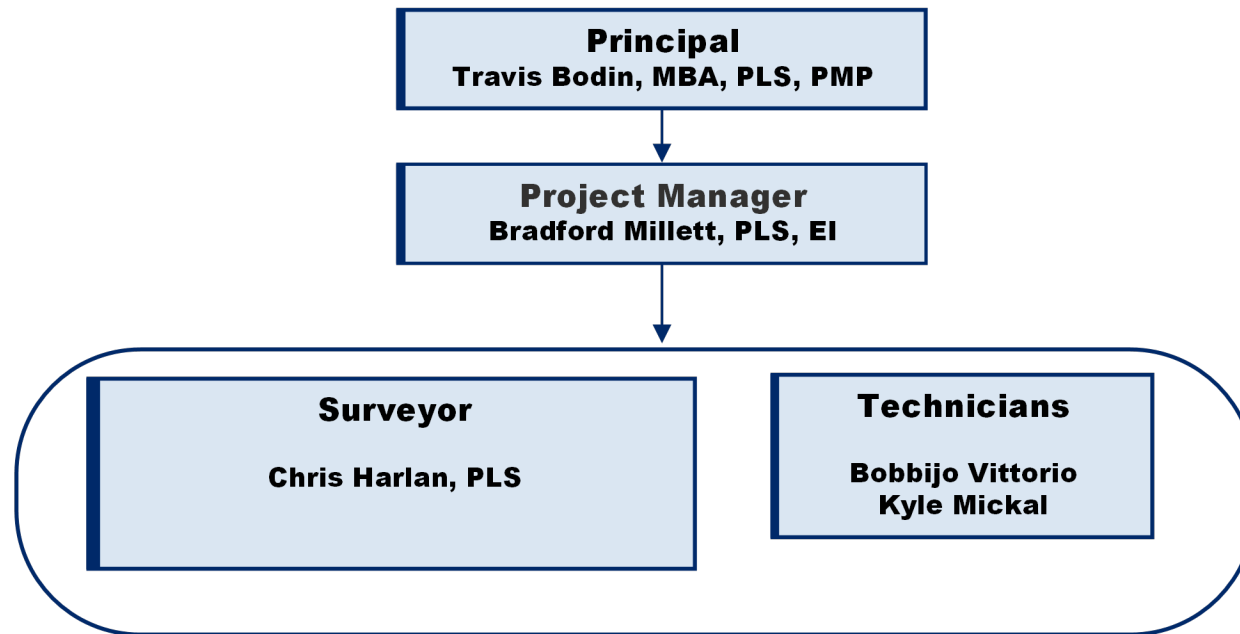 Principal
Travis Bodin, MBA, PLS, PMP
Project Manager
Bradford Millett, PLS, EI
Surveyor
Chris Harlan, PLS
Technicians
Bobbijo Vittorio
Kyle Mickal